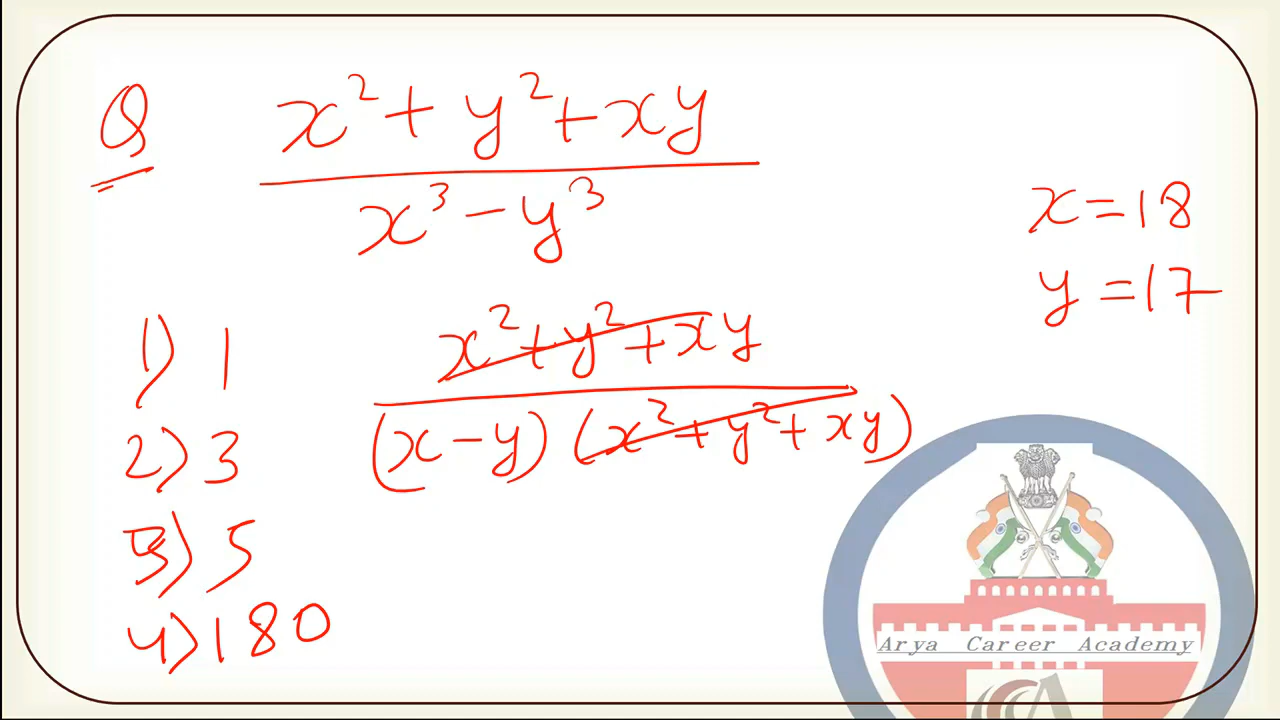 Q x² + y² + xy
x³ - y³
x = 18
y = 17
1) 1
2) 3
3) 5
4) 180
x² + y² + xy
(x - y) (x² + y² + xy)
Arya Career Academy